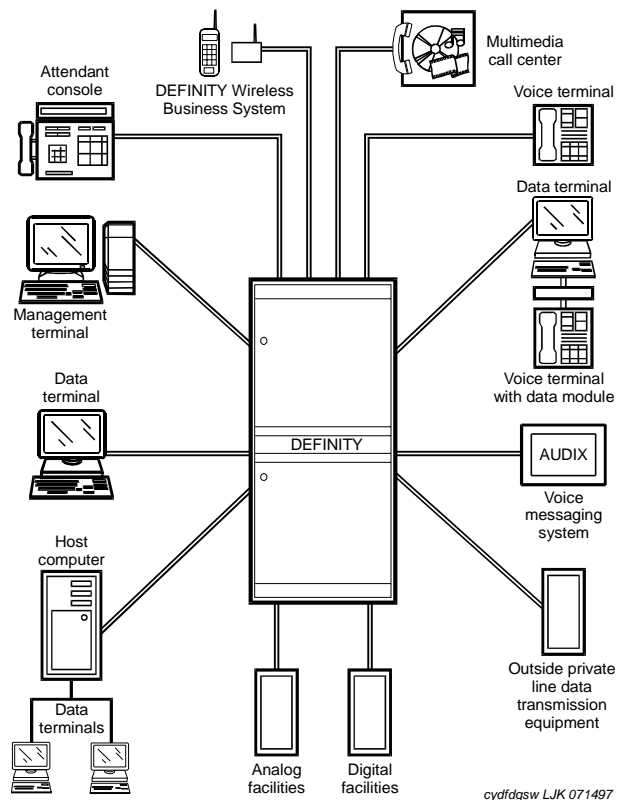 Attendant
console
DEFINITY Wireless
Business System
Multimedia
call center
Voice terminal
Data terminal
Management
terminal
Voice terminal
with data module
Data
terminal
DEFINITY
AUDIX
Voice
messaging
system
Host
computer
Data
terminals
Outside private
line data
transmission
equipment
Analog
facilities
Digital
facilities
cydfdgsw LJK 071497